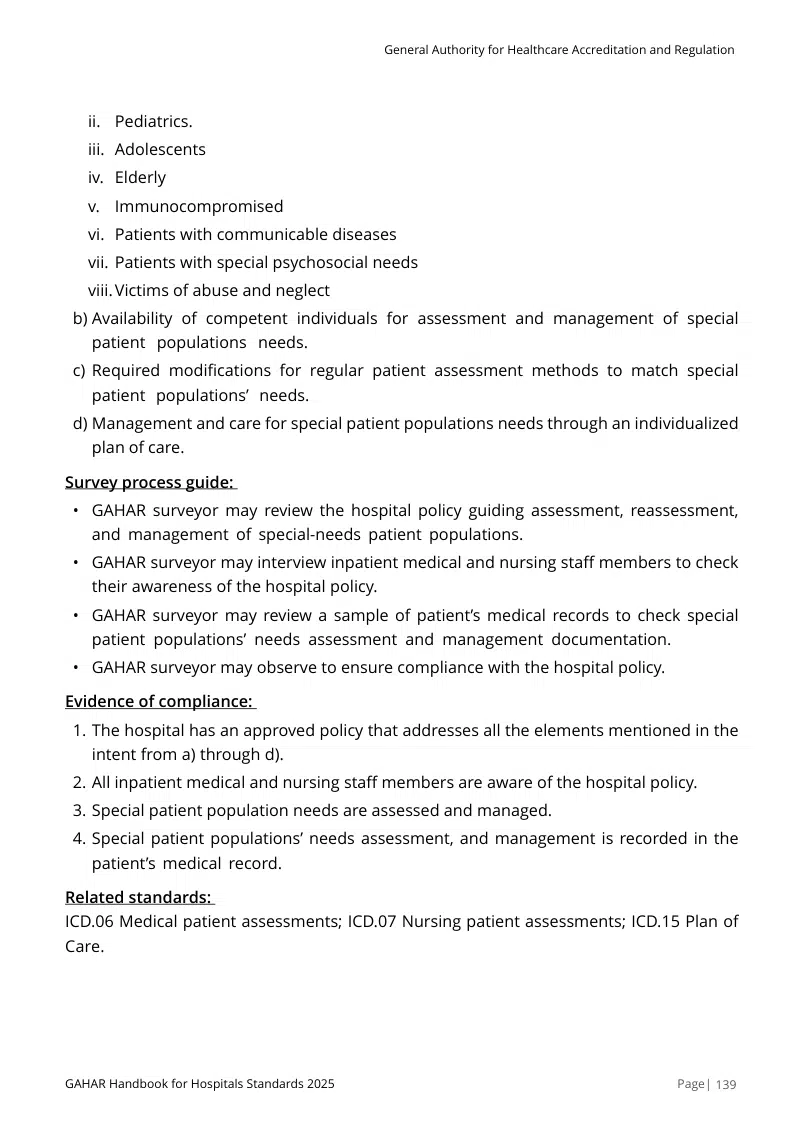 General Authority for Healthcare Accreditation and Regulation
ii. Pediatrics.
iii. Adolescents
iv. Elderly
v. Immunocompromised
vi. Patients with communicable diseases
vii. Patients with special psychosocial needs
viii. Victims of abuse and neglect
b) Availability of competent individuals for assessment and management of special
patient populations needs.
c) Required modifications for regular patient assessment methods to match special
patient populations’ needs.
d) Management and care for special patient populations needs through an individualized
plan of care.
Survey process guide:
• GAHAR surveyor may review the hospital policy guiding assessment, reassessment,
and management of special-needs patient populations.
• GAHAR surveyor may interview inpatient medical and nursing staff members to check
their awareness of the hospital policy.
• GAHAR surveyor may review a sample of patient’s medical records to check special
patient populations’ needs assessment and management documentation.
• GAHAR surveyor may observe to ensure compliance with the hospital policy.
Evidence of compliance:
1. The hospital has an approved policy that addresses all the elements mentioned in the
intent from a) through d).
2. All inpatient medical and nursing staff members are aware of the hospital policy.
3. Special patient population needs are assessed and managed.
4. Special patient populations’ needs assessment, and management is recorded in the
patient’s medical record.
Related standards:
ICD.06 Medical patient assessments; ICD.07 Nursing patient assessments; ICD.15 Plan of
Care.
GAHAR Handbook for Hospitals Standards 2025
Page| 139